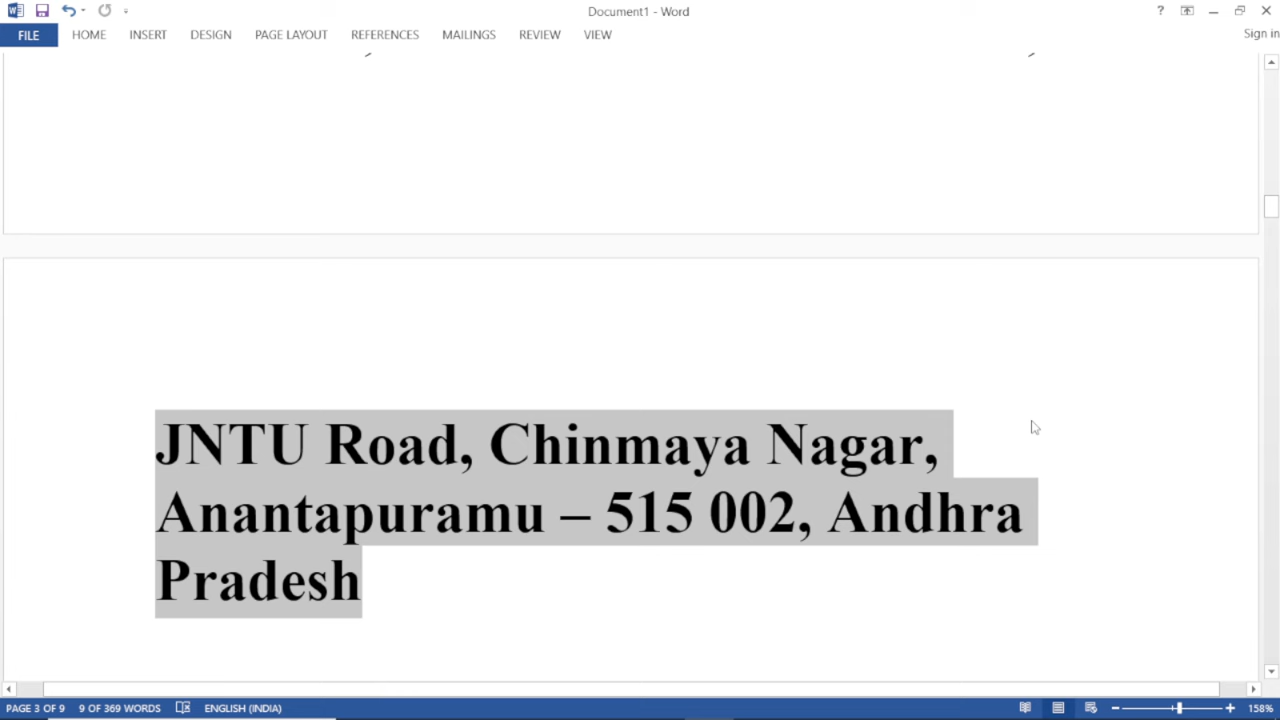 Document1 - Word
?
FILE HOME INSERT DESIGN PAGE LAYOUT REFERENCES MAILINGS REVIEW VIEW Sign in
JNTU Road, Chinmaya Nagar,
Anantapuramu – 515 002, Andhra
Pradesh
PAGE 3 OF 9 9 OF 369 WORDS ENGLISH (INDIA) 158%